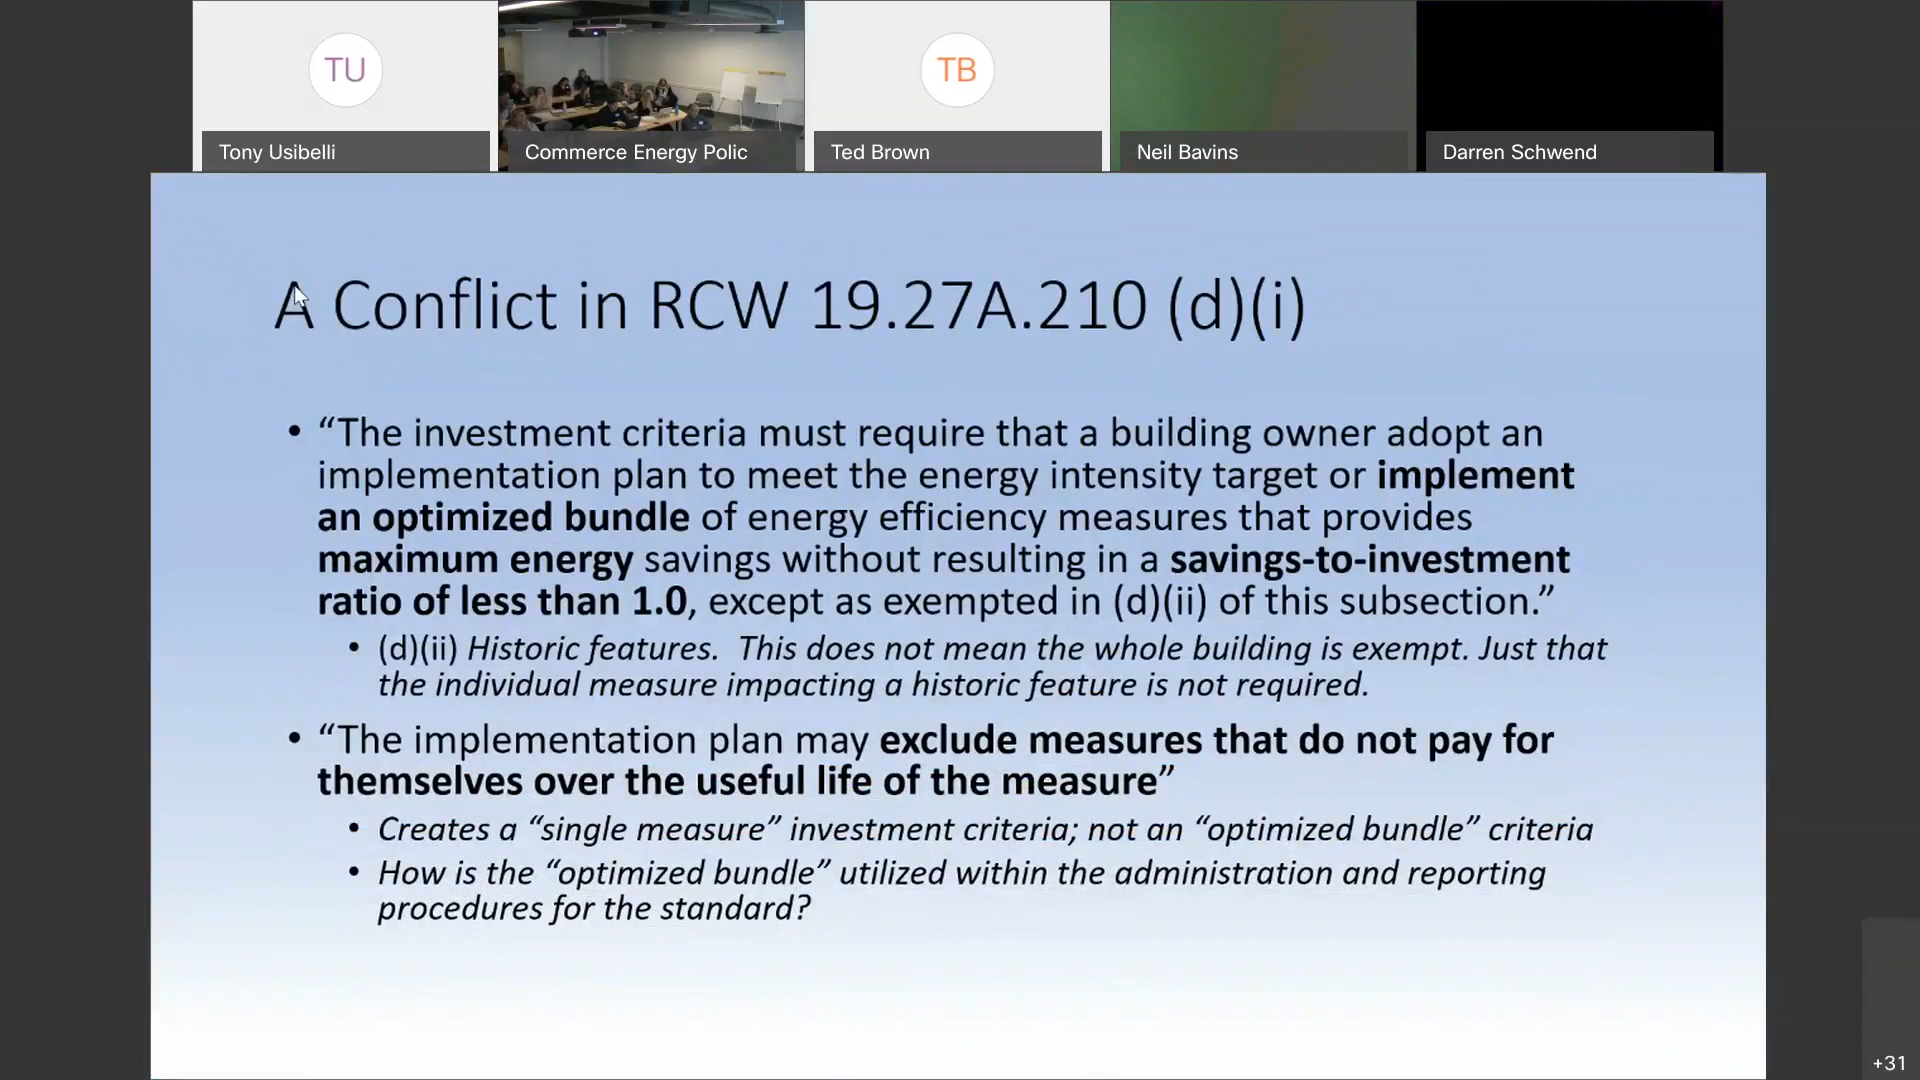 TU
TB
Tony Usibelli
Commerce Energy Polic
Ted Brown
Neil Bavins
Darren Schwend
A Conflict in RCW 19.27A.210 (d)(i)
• “The investment criteria must require that a building owner adopt an
implementation plan to meet the energy intensity target or implement
an optimized bundle of energy efficiency measures that provides
maximum energy savings without resulting in a savings-to-investment
ratio of less than 1.0, except as exempted in (d)(ii) of this subsection.”
• (d)(ii) Historic features.  This does not mean the whole building is exempt. Just that
the individual measure impacting a historic feature is not required.
• “The implementation plan may exclude measures that do not pay for
themselves over the useful life of the measure”
• Creates a “single measure” investment criteria; not an “optimized bundle” criteria
• How is the “optimized bundle” utilized within the administration and reporting
procedures for the standard?
+31